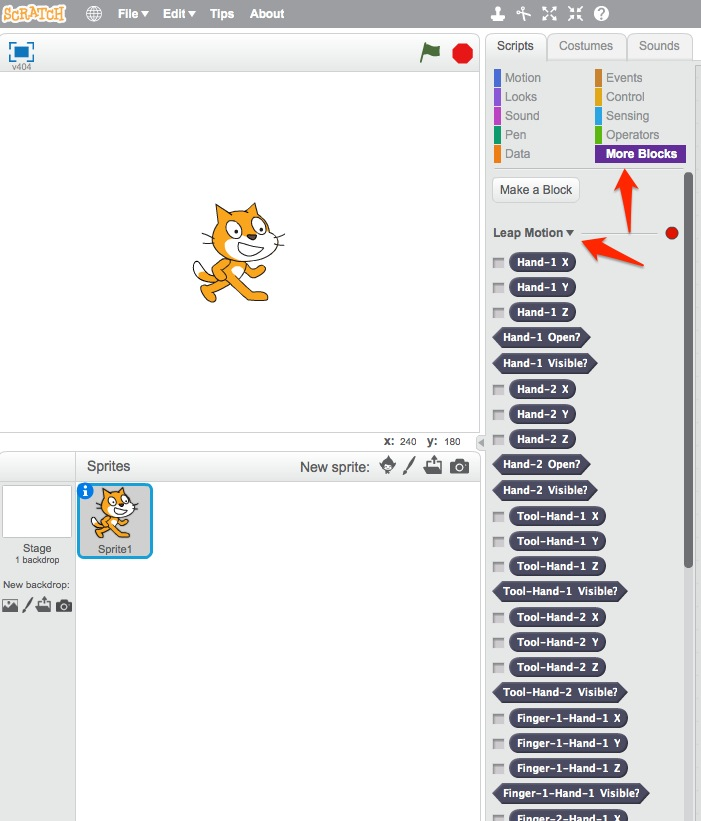 SCRATCH File Edit Tips About
v404
Scripts Costumes Sounds
Motion Events
Looks Control
Sound Sensing
Pen Operators
Data More Blocks
Make a Block
Leap Motion
Hand-1 X
Hand-1 Y
Hand-1 Z
Hand-1 Open?
Hand-1 Visible?
Hand-2 X
Hand-2 Y
Hand-2 Z
Hand-2 Open?
Hand-2 Visible?
Tool-Hand-1 X
Tool-Hand-1 Y
Tool-Hand-1 Z
Tool-Hand-1 Visible?
Tool-Hand-2 X
Tool-Hand-2 Y
Tool-Hand-2 Z
Tool-Hand-2 Visible?
Finger-1-Hand-1 X
Finger-1-Hand-1 Y
Finger-1-Hand-1 Z
Finger-1-Hand-1 Visible?
Finger-2-Hand-1 X
x: 240 y: 180
Sprites New sprite:
Sprite1
Stage
1 backdrop
New backdrop: